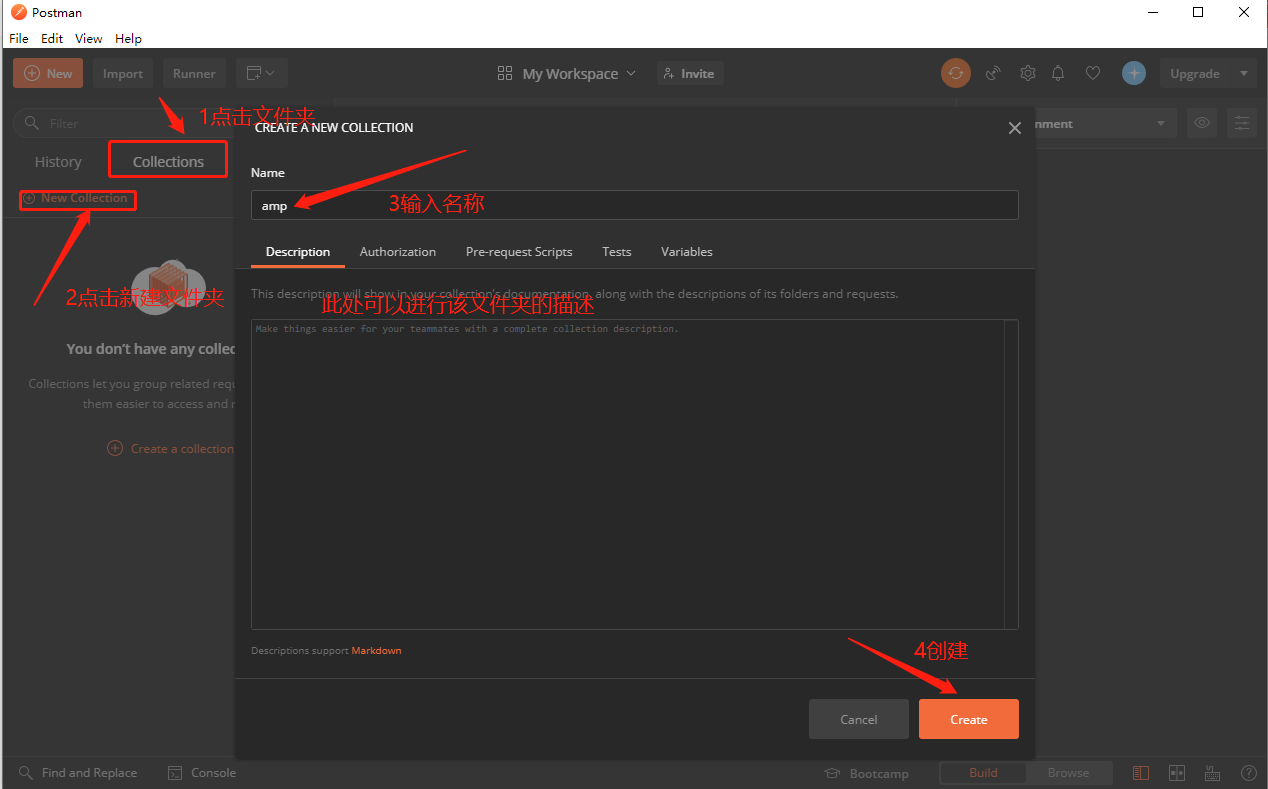 Postman
File Edit View Help
New Import Runner My Workspace Invite Upgrade
1点击文件夹
Filter
CREATE A NEW COLLECTION
nment
History Collections
Name
New Collection
amp
3输入名称
Description Authorization Pre-request Scripts Tests Variables
2点击新建文件夹
This description will show in your collection's documentation, along with the descriptions of its folders and requests.
此处可以进行该文件夹的描述
Make things easier for your teammates with a complete collection description.
You don't have any collec
Collections let you group related requ
them easier to access and r
Create a collection
Descriptions support Markdown
4创建
Cancel Create
Find and Replace Console Bootcamp Build Browse